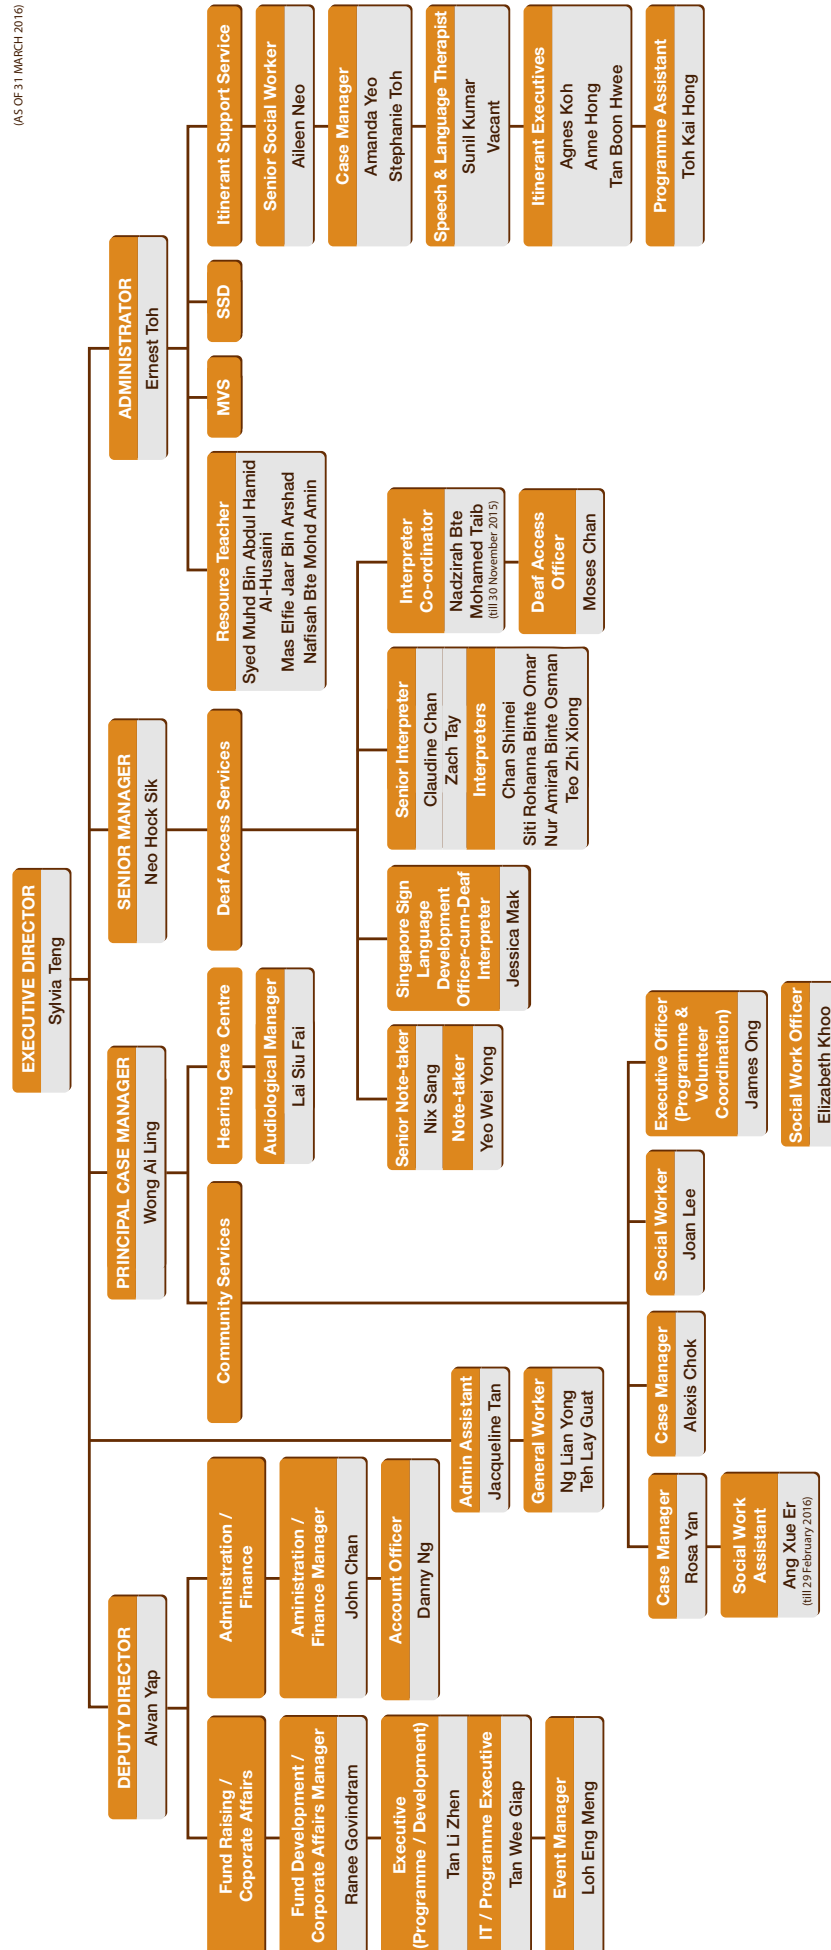 (AS OF 31 MARCH 2016)
EXECUTIVE DIRECTOR
Sylvia Teng
DEPUTY DIRECTOR
Alvan Yap
Fund Raising /
Coporate Affairs
Fund Development /
Corporate Affairs Manager
Ranee Govindram
Executive
(Programme / Development)
Tan Li Zhen
IT / Programme Executive
Tan Wee Giap
Event Manager
Loh Eng Meng
Administration /
Finance
Aministration /
Finance Manager
John Chan
Account Officer
Danny Ng
Admin Assistant
Jacqueline Tan
General Worker
Ng Lian Yong
Teh Lay Guat
PRINCIPAL CASE MANAGER
Wong Ai Ling
Community Services
Case Manager
Rosa Yan
Social Work
Assistant
Ang Xue Er
(till 29 February 2016)
Case Manager
Alexis Chok
Social Worker
Joan Lee
Executive Officer
(Programme &
Volunteer
Coordination)
James Ong
Social Work Officer
Elizabeth Khoo
Hearing Care Centre
Audiological Manager
Lai Siu Fai
SENIOR MANAGER
Neo Hock Sik
Deaf Access Services
Senior Note-taker
Nix Sang
Note-taker
Yeo Wei Yong
Singapore Sign
Language
Development
Officer-cum-Deaf
Interpreter
Jessica Mak
Senior Interpreter
Claudine Chan
Zach Tay
Interpreters
Chan Shimei
Siti Rohanna Binte Omar
Nur Amirah Binte Osman
Teo Zhi Xiong
Interpreter
Co-ordinator
Nadzirah Bte
Mohamed Taib
(till 30 November 2015)
Deaf Access
Officer
Moses Chan
ADMINISTRATOR
Ernest Toh
Resource Teacher
Syed Muhd Bin Abdul Hamid
Al-Husaini
Mas Elfie Jaar Bin Arshad
Nafisah Bte Mohd Amin
MVS
SSD
Itinerant Support Service
Senior Social Worker
Aileen Neo
Case Manager
Amanda Yeo
Stephanie Toh
Speech & Language Therapist
Sunil Kumar
Vacant
Itinerant Executives
Agnes Koh
Anne Hong
Tan Boon Hwee
Programme Assistant
Toh Kai Hong